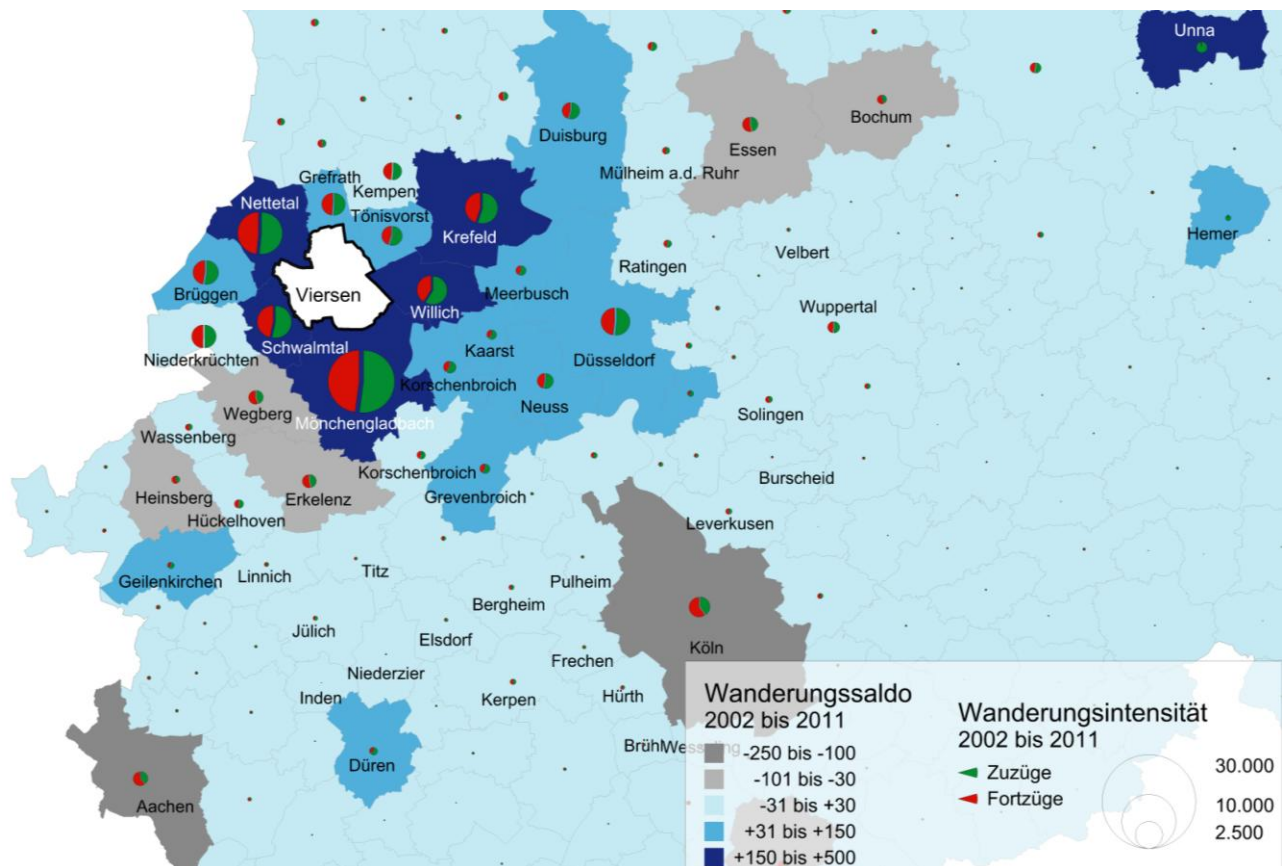 Unna
Bochum
Duisburg
Essen
Mülheim a.d. Ruhr
Grefrath
Kempen
Nettetal
Tönisvorst
Krefeld
Hemer
Velbert
Ratingen
Brüggen
Viersen
Meerbusch
Willich
Wuppertal
Schwalmtal
Kaarst
Düsseldorf
Niederkrüchten
Korschenbroich
Neuss
Wegberg
Mönchengladbach
Solingen
Wassenberg
Korschenbroich
Burscheid
Heinsberg
Erkelenz
Grevenbroich
Hückelhoven
Leverkusen
Geilenkirchen
Linnich
Titz
Pulheim
Bergheim
Jülich
Elsdorf
Köln
Frechen
Niederzier
Inden
Kerpen
Hürth
Brühl
Wesseling
Düren
Aachen
Wanderungssaldo
2002 bis 2011
-250 bis -100
-101 bis -30
-31 bis +30
+31 bis +150
+150 bis +500
Wanderungsintensität
2002 bis 2011
Zuzüge
Fortzüge
30.000
10.000
2.500